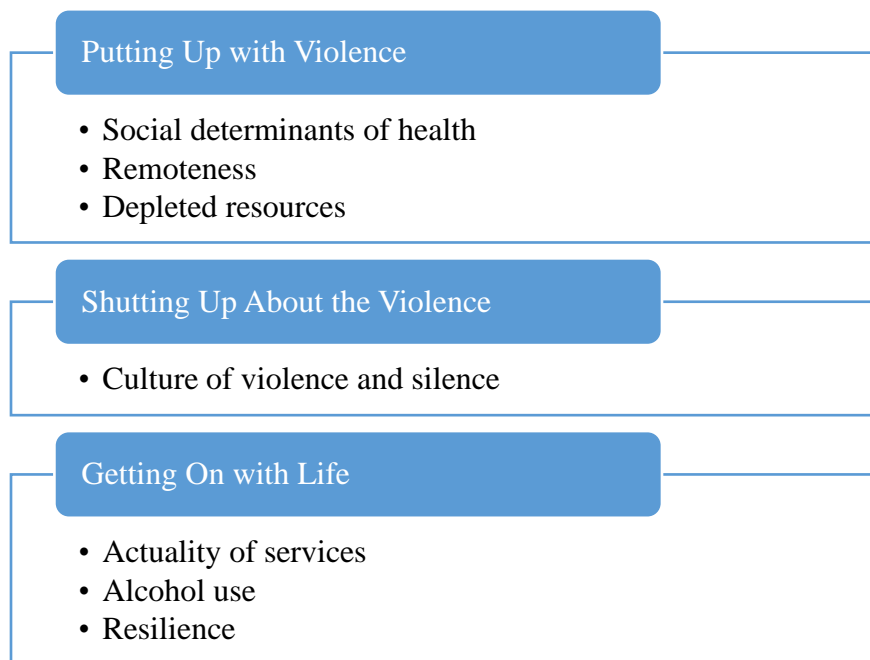 Putting Up with Violence
• Social determinants of health
• Remoteness
• Depleted resources
Shutting Up About the Violence
• Culture of violence and silence
Getting On with Life
• Actuality of services
• Alcohol use
• Resilience